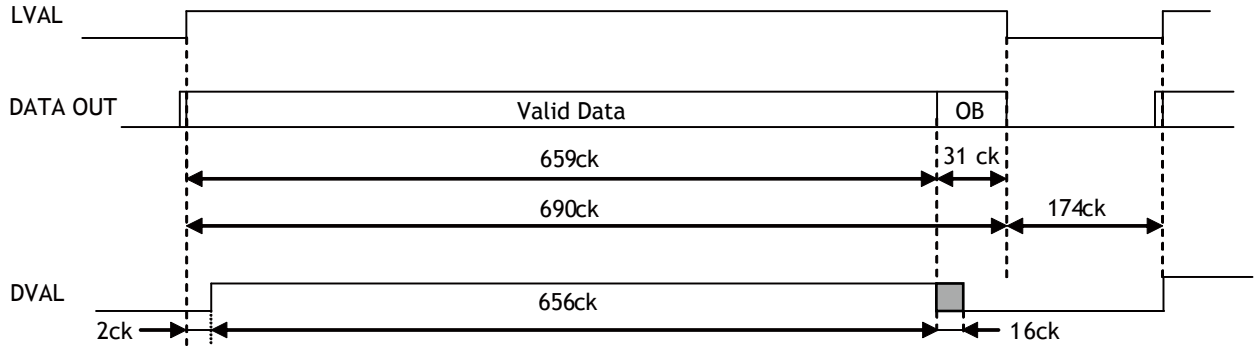 LVAL
DATA OUT
Valid Data
OB
659ck
31 ck
690ck
174ck
DVAL
656ck
2ck
16ck